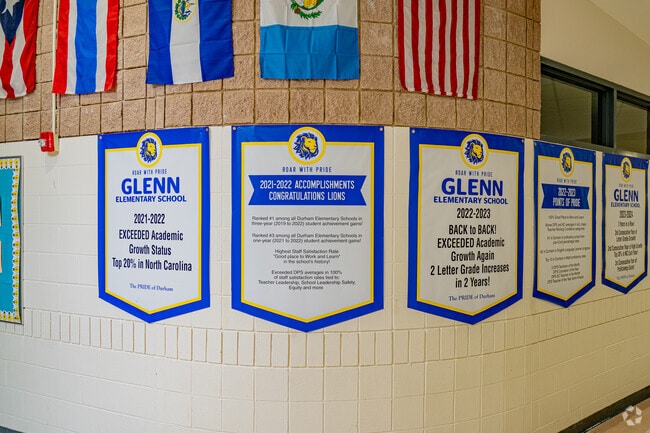 ROAR WITH PRIDE
GLENN
ELEMENTARY SCHOOL
2021-2022
EXCEEDED Academic
Growth Status
Top 20% in North Carolina
The PRIDE of Durham
ROAR WITH PRIDE
2021-2022 ACCOMPLISHMENTS
CONGRATULATIONS LIONS
Ranked #1 among all Durham Elementary Schools in
three-year (2019 to 2022) student achievement gains!
Ranked #3 among all Durham Elementary Schools in
one-year (2021 to 2022) student achievement gains!
Highest Staff Satisfaction Rate
"Good place to Work and Learn"
in the school's history!
Exceeded DPS averages in 100%
of staff satisfaction rates tied to:
Teacher Leadership, School Leadership Safety,
Equity and more
ROAR WITH PRIDE
GLENN
ELEMENTARY SCHOOL
2022-2023
BACK to BACK!
EXCEEDED Academic
Growth Again
2 Letter Grade Increases
in 2 Years!
The PRIDE of Durham
ROAR WITH PRIDE
2022-2023
POINTS OF PRIDE
ROAR WITH PRIDE
GLENN
ELEMENTARY SCHOOL
2023-2024